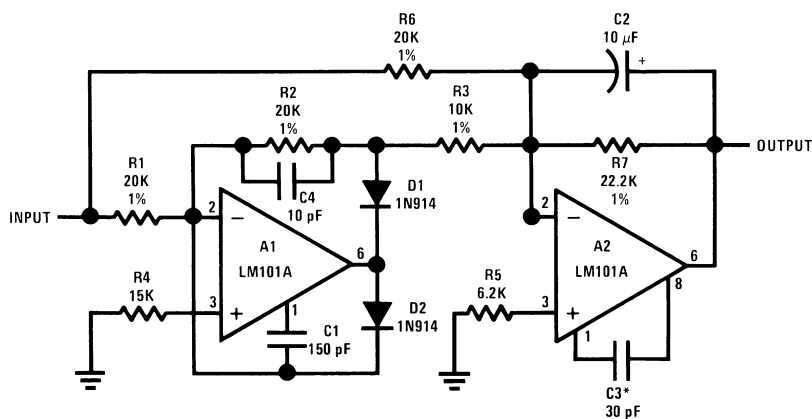 R6
20K
1%
C2
10 μF
+
R2
20K
1%
R3
10K
1%
R1
20K
1%
C4
10 pF
D1
1N914
R7
22.2K
1%
OUTPUT
INPUT
2
−
A1
LM101A
6
3
+
1
R4
15K
D2
1N914
C1
150 pF
2
−
A2
LM101A
6
8
R5
6.2K
3
+
1
C3*
30 pF